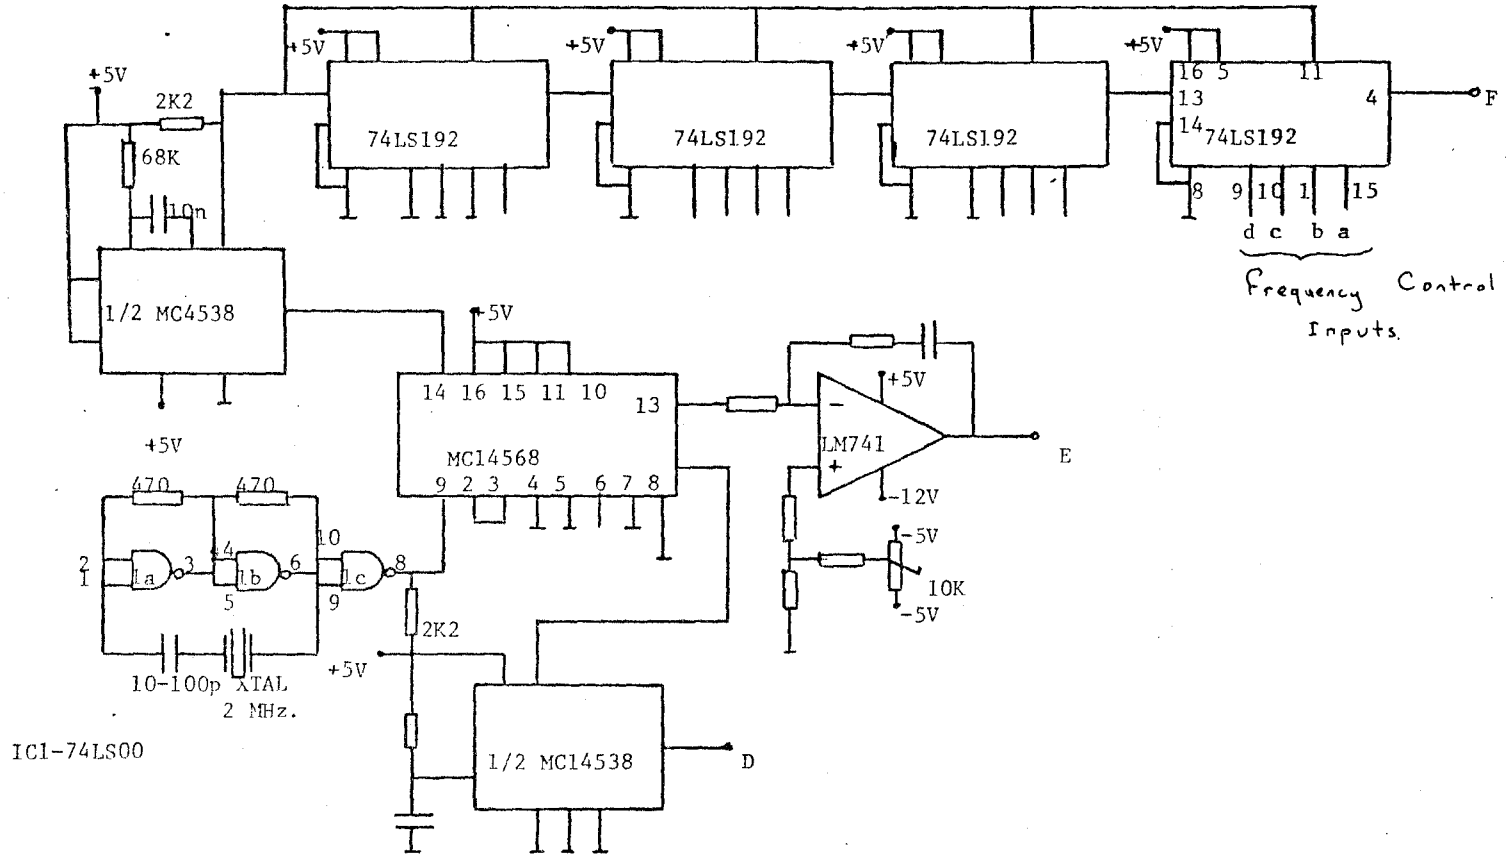 +5V
+5V
+5V
+5V
+5V
2K2
68K
10n
74LS192
74LS192
74LS192
16 5 11
13 4
14
74LS192
F
8 9 10 1 15
d c b a
Frequency Control
Inputs.
1/2 MC4538
+5V
+5V
14 16 15 11 10
13
MC14568
9 2 3 4 5 6 7 8
+5V
-
LM741
+
-12V
E
-5V
10K
-5V
470 470
2
1
1a
3
4
5
1b
6
10
9
1c
8
2K2
+5V
10-100p XTAL
2 MHz.
IC1-74LS00
1/2 MC14538
D